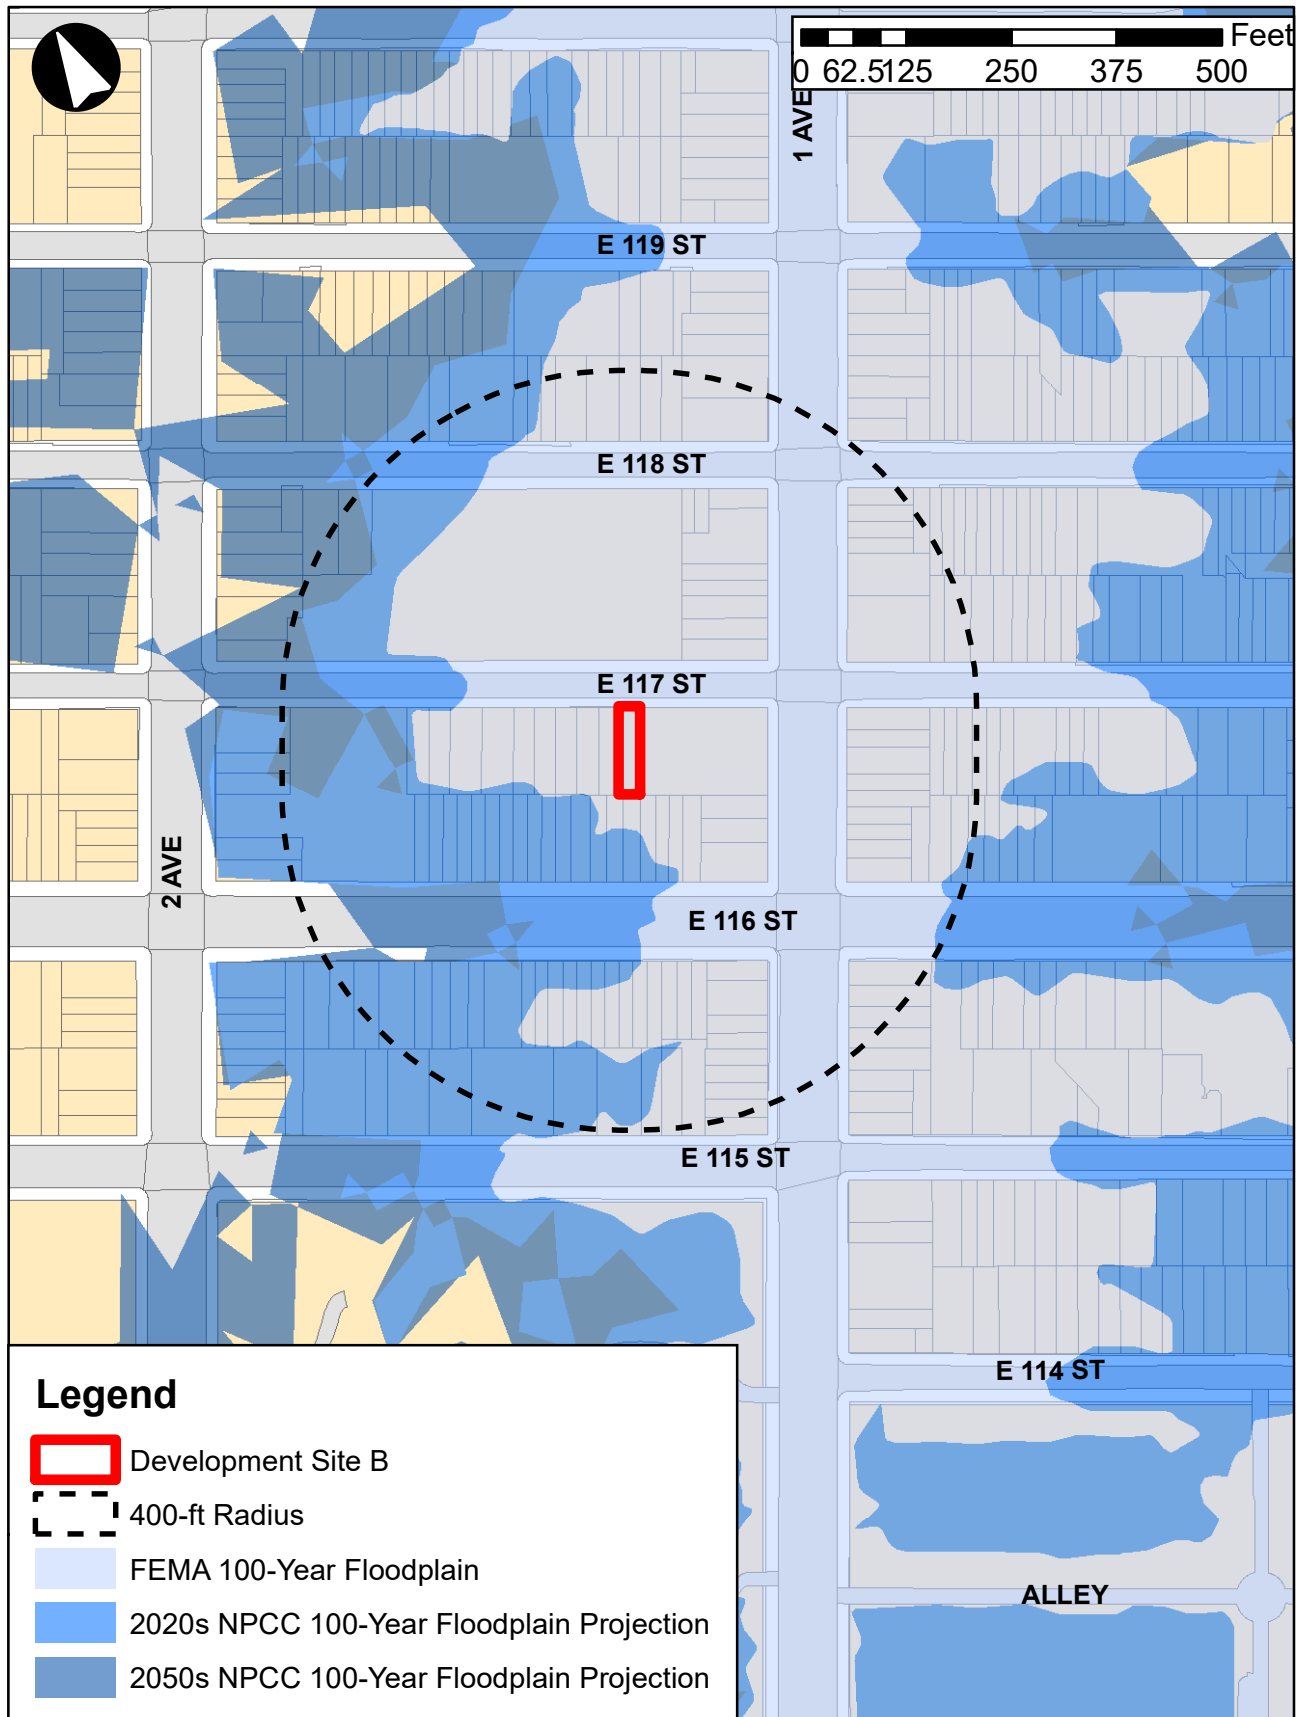 Feet
0 62.5125 250 375 500
1 AVE
E 119 ST
E 118 ST
E 117 ST
2 AVE
E 116 ST
E 115 ST
E 114 ST
ALLEY
Legend
Development Site B
400-ft Radius
FEMA 100-Year Floodplain
2020s NPCC 100-Year Floodplain Projection
2050s NPCC 100-Year Floodplain Projection